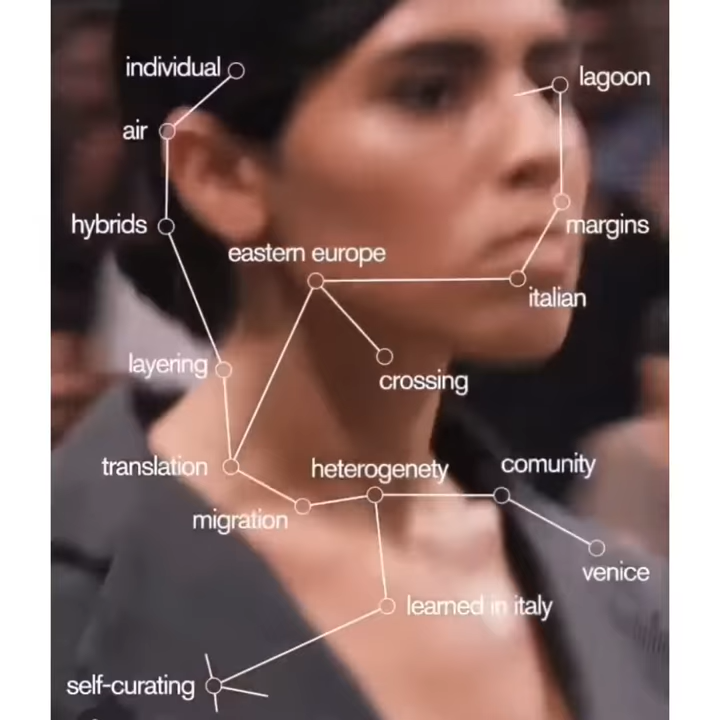 individual
lagoon
air
hybrids
margins
eastern europe
italian
layering
crossing
translation
heterogenety
comunity
migration
venice
learned in italy
self-curating